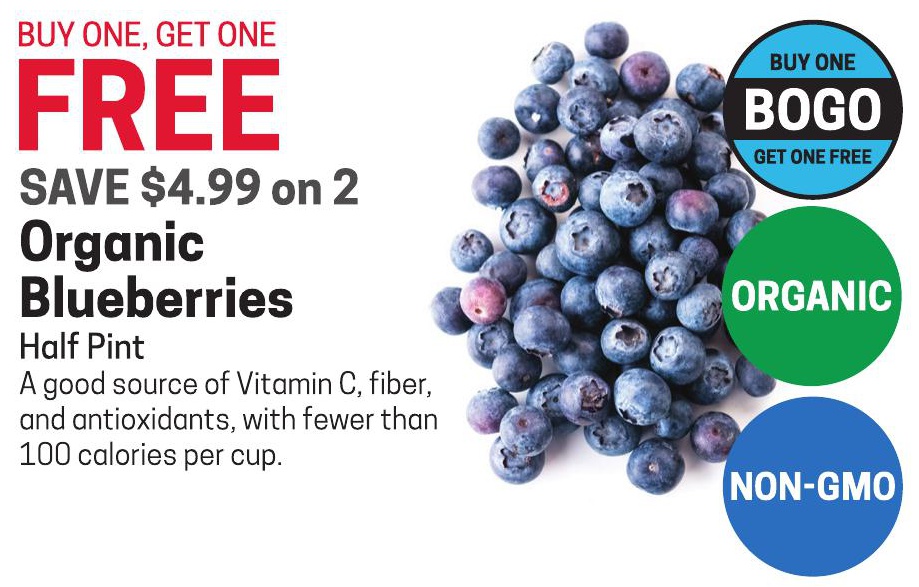 BUY ONE, GET ONE
FREE
SAVE $4.99 on 2
Organic
Blueberries
Half Pint
A good source of Vitamin C, fiber,
and antioxidants, with fewer than
100 calories per cup.
BUY ONE
BOGO
GET ONE FREE
ORGANIC
NON-GMO